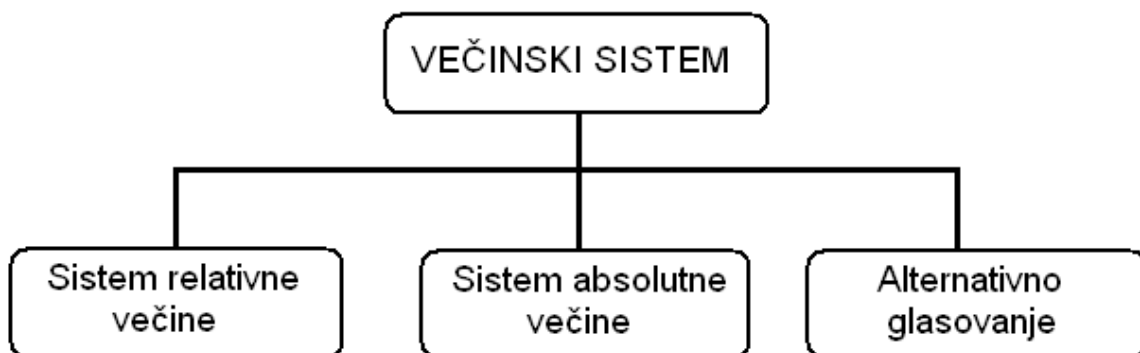 VEČINSKI SISTEM
Sistem relativne
večine
Sistem absolutne
večine
Alternativno
glasovanje